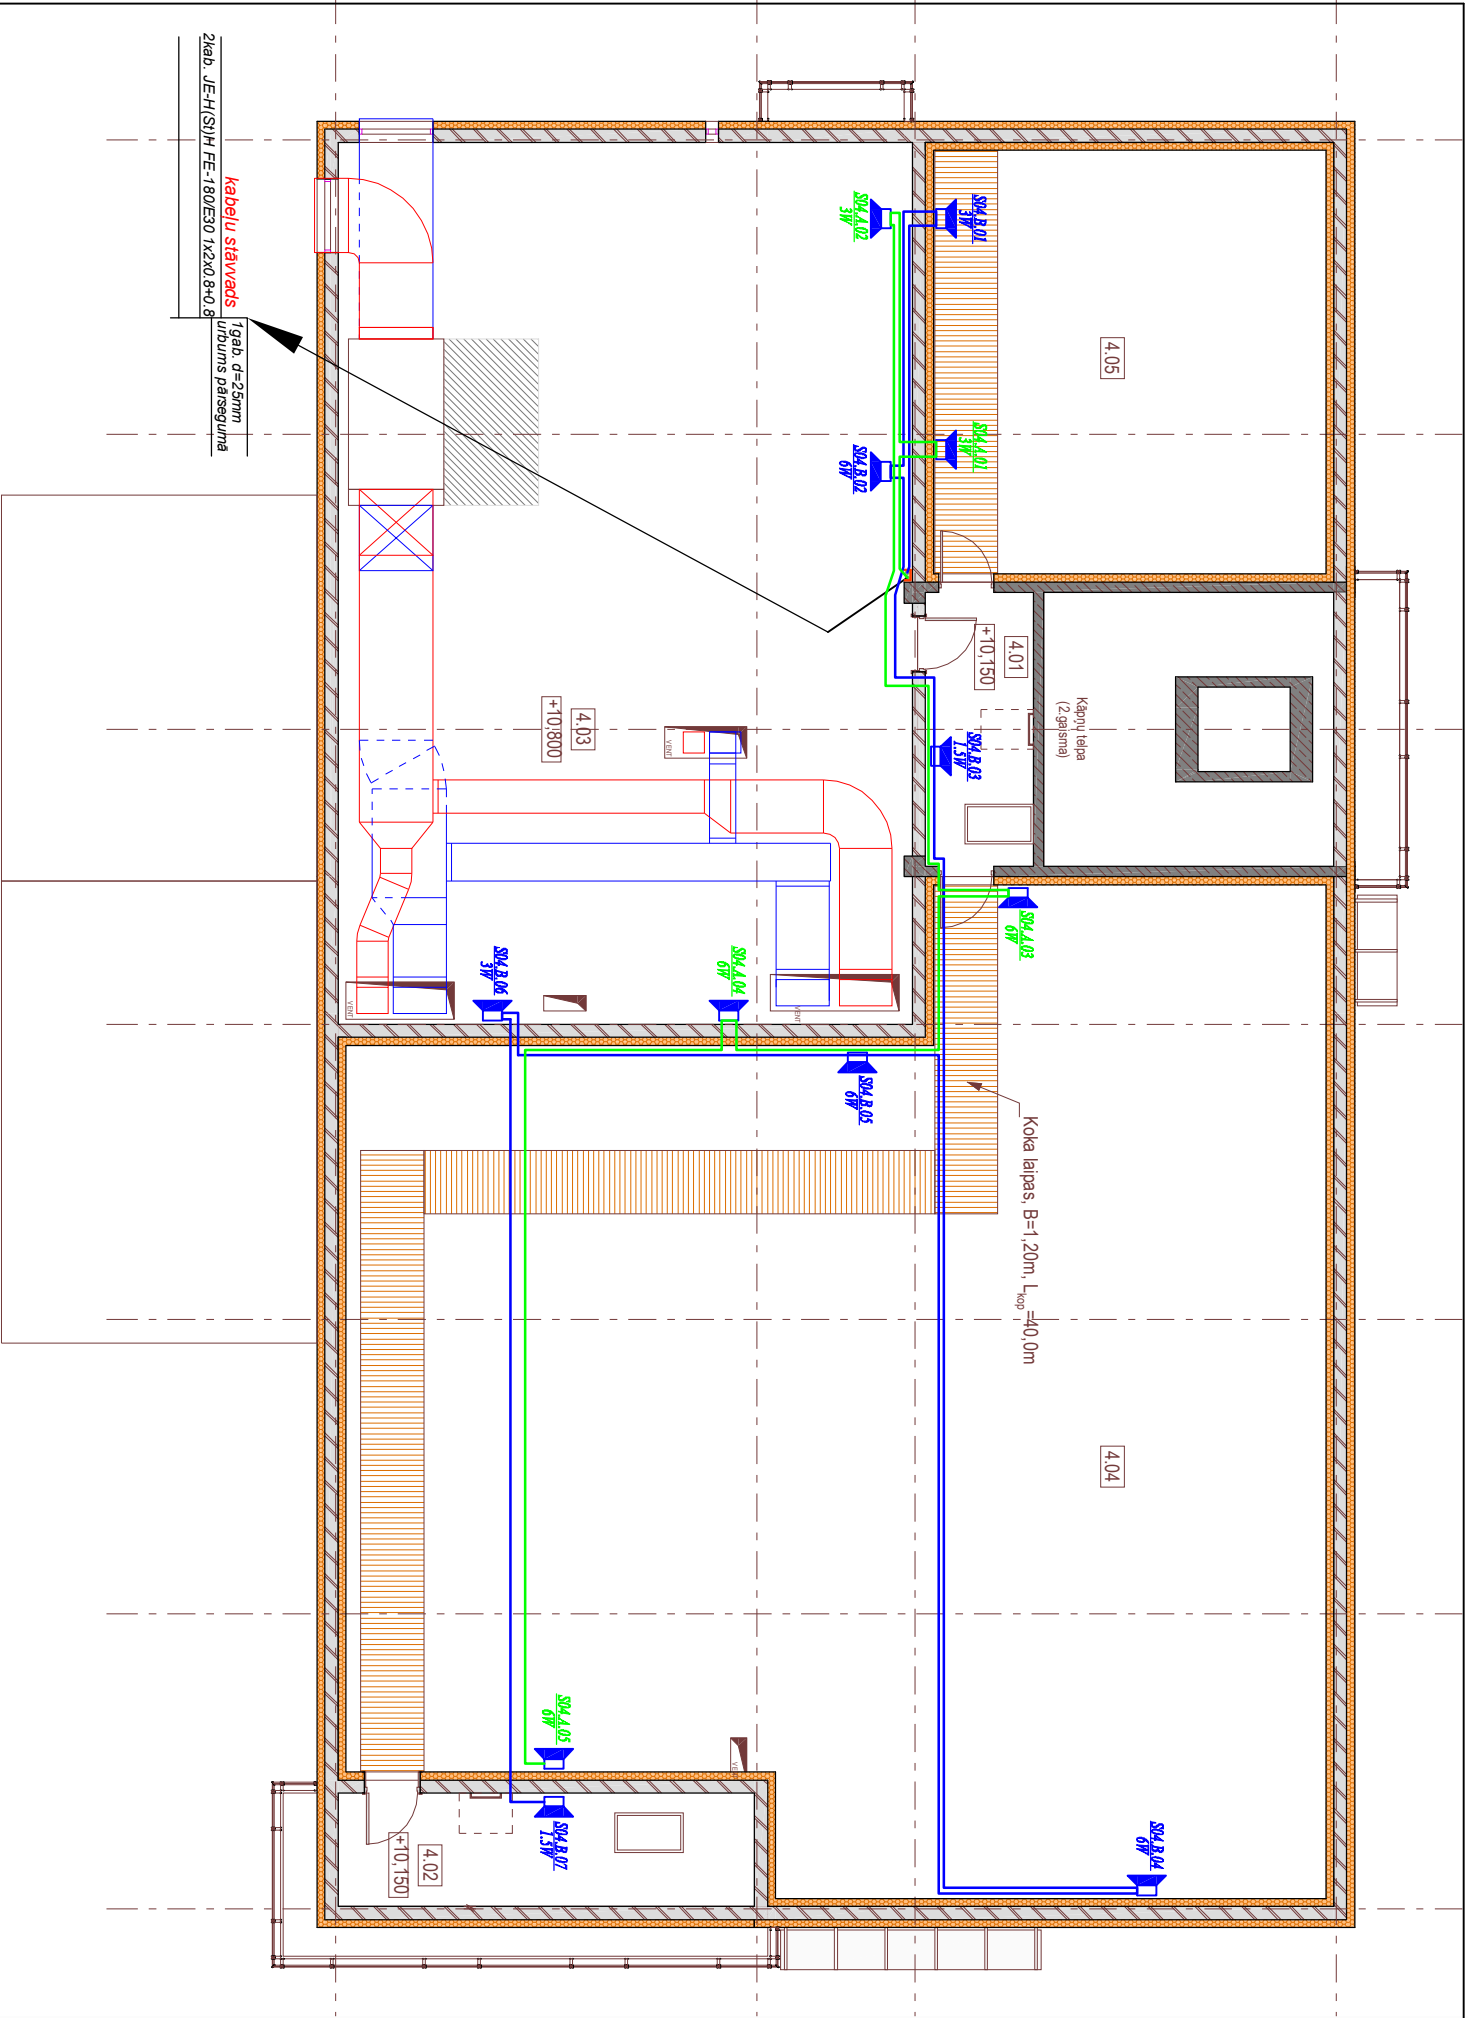 kabeļu stāvvads
2kab. JE-H(St)H FE-180/E30 1x2x0.8+0.8
1gab. d=25mm
urbums pārsegumā
S04.A.02
3W
S04.B.01
3W
4.05
S04.B.02
6W
S04.A.01
3W
4.01
+10,150
Kāpņu telpa
(2.gaisma)
4.03
+10,800
VENT
S04.B.03
1.5W
S04.A.03
6W
S04.B.06
3W
S04.A.04
6W
VENT
VENT
S04.B.05
6W
Koka laipas, B=1,20m, Lkop=40,0m
4.04
S04.A.05
6W
VENT
S04.B.07
1.5W
4.02
+10,150
S04.B.04
6W